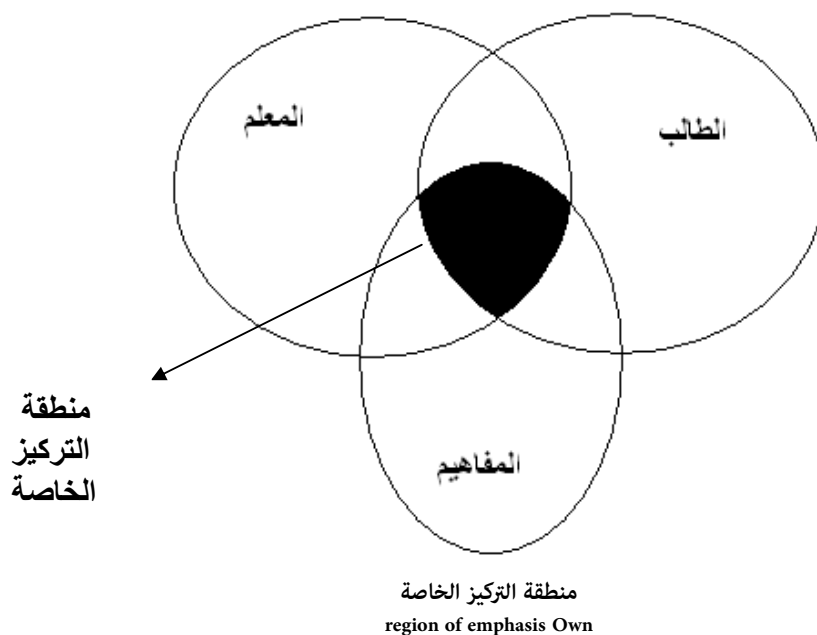 المعلم
الطالب
المفاهيم
منطقة
التركيز
الخاصة
منطقة التركيز الخاصة
region of emphasis Own